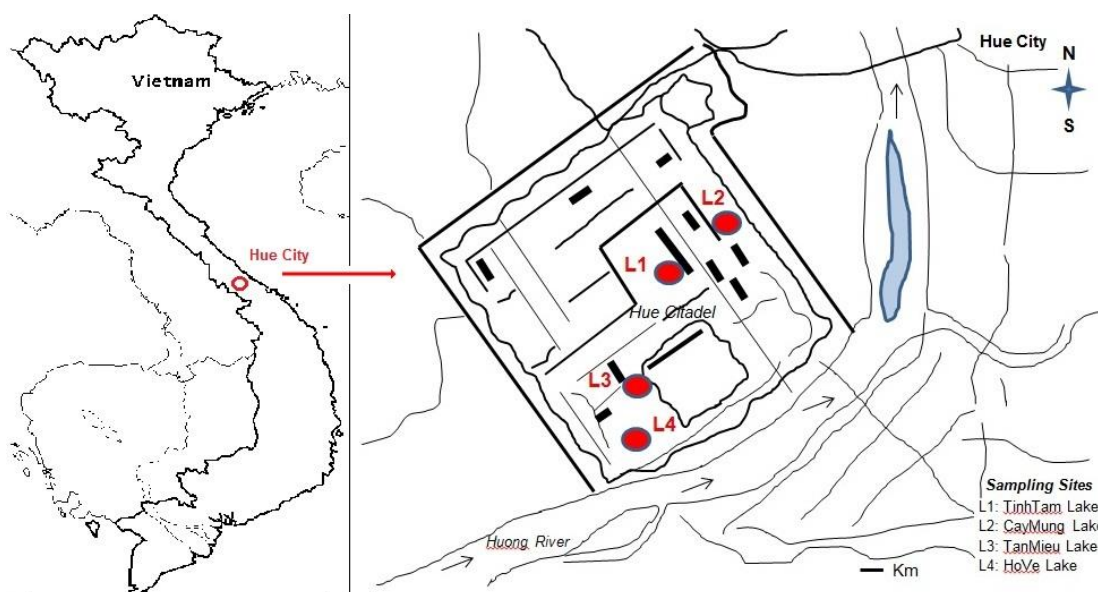 Vietnam
Hue City
Hue City
N
S
L2
L1
Hue Citadel
L3
L4
Huong River
Km
Sampling Sites
L1: TinhTam Lake
L2: CayMung Lake
L3: TanMieu Lake
L4: HoVe Lake